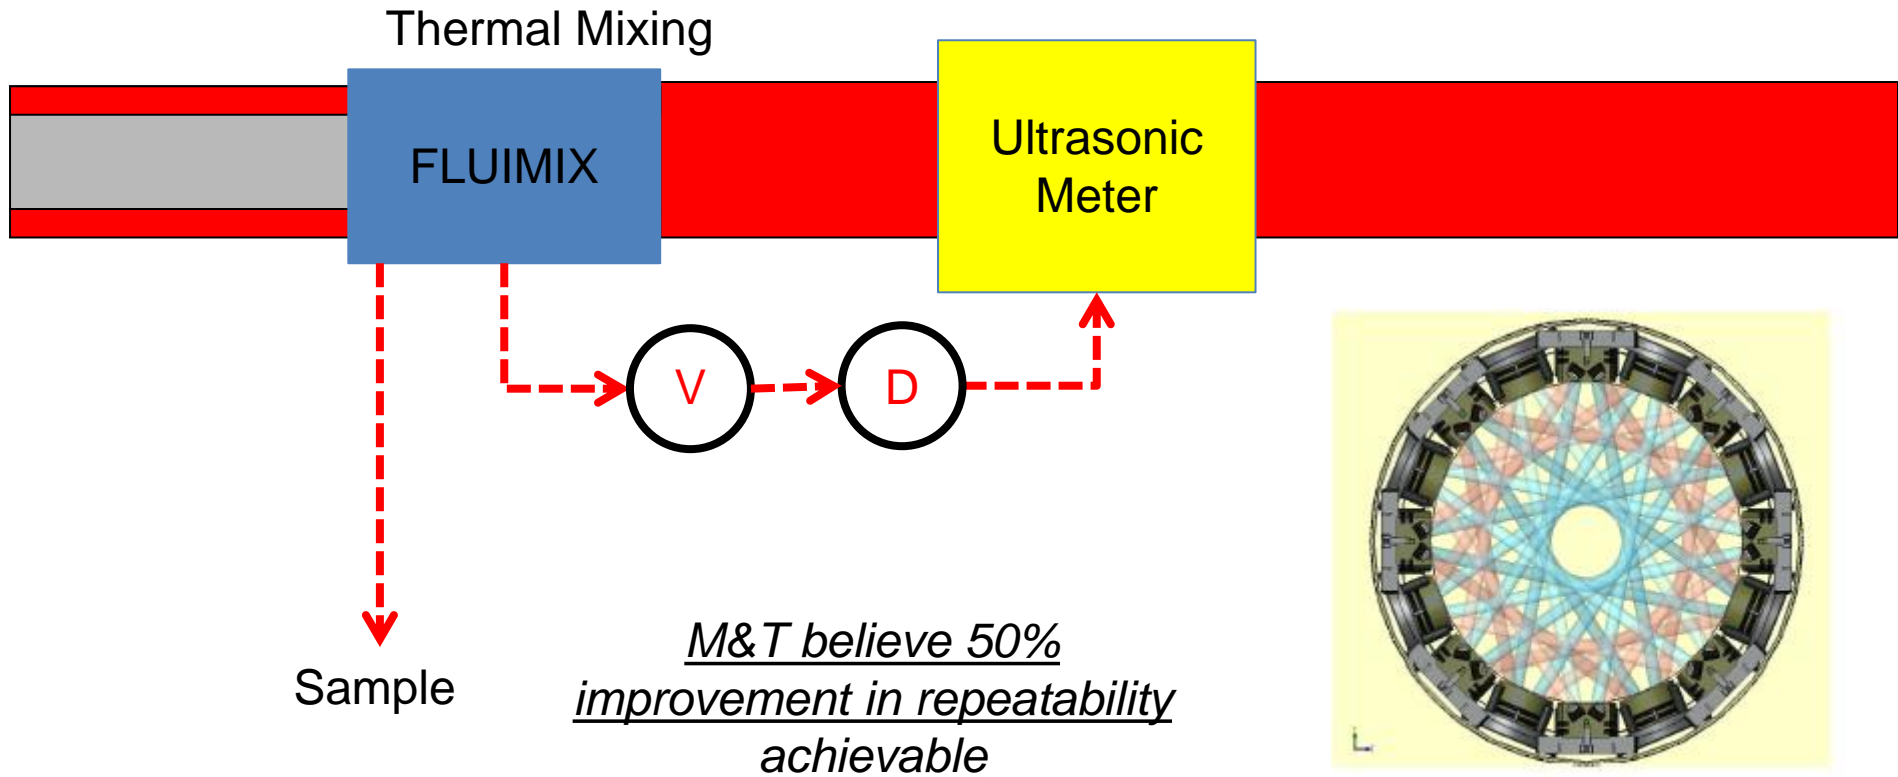 Thermal Mixing
FLUIMIX
Ultrasonic
Meter
V
D
Sample
M&T believe 50%
improvement in repeatability
achievable